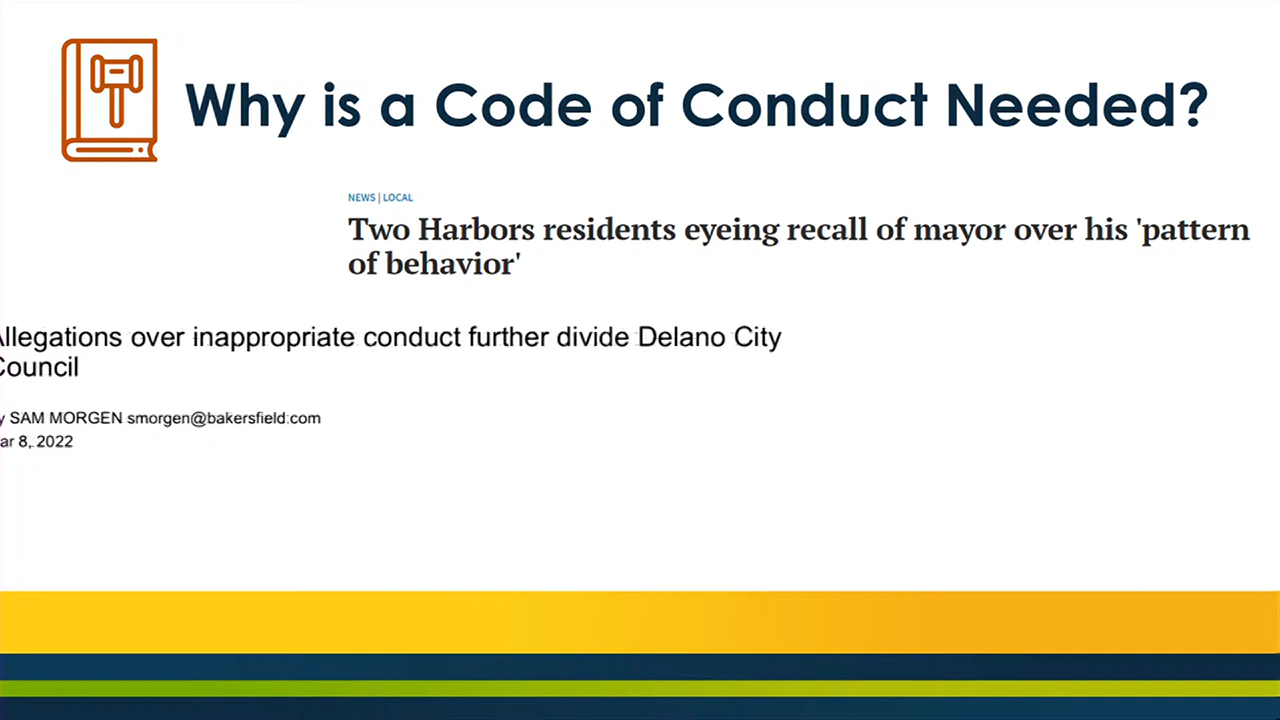 Why is a Code of Conduct Needed?
NEWS | LOCAL
Two Harbors residents eyeing recall of mayor over his 'pattern
of behavior'
Allegations over inappropriate conduct further divide Delano City
Council
y SAM MORGEN smorgen@bakersfield.com
ar 8, 2022